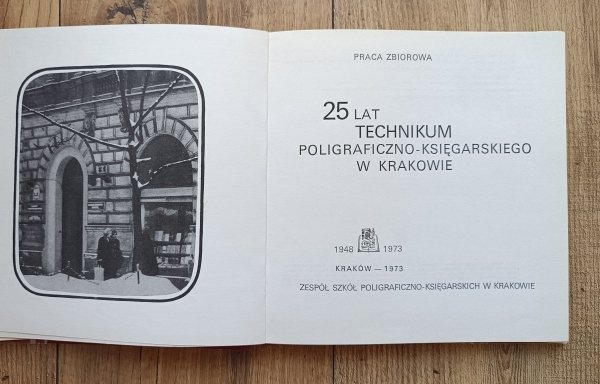 PRACA ZBIOROWA
25 LAT
TECHNIKUM
POLIGRAFICZNO-KSIĘGARSKIEGO
W KRAKOWIE
1948 1973
KRAKÓW — 1973
ZESPÓŁ SZKÓŁ POLIGRAFICZNO-KSIĘGARSKICH W KRAKOWIE